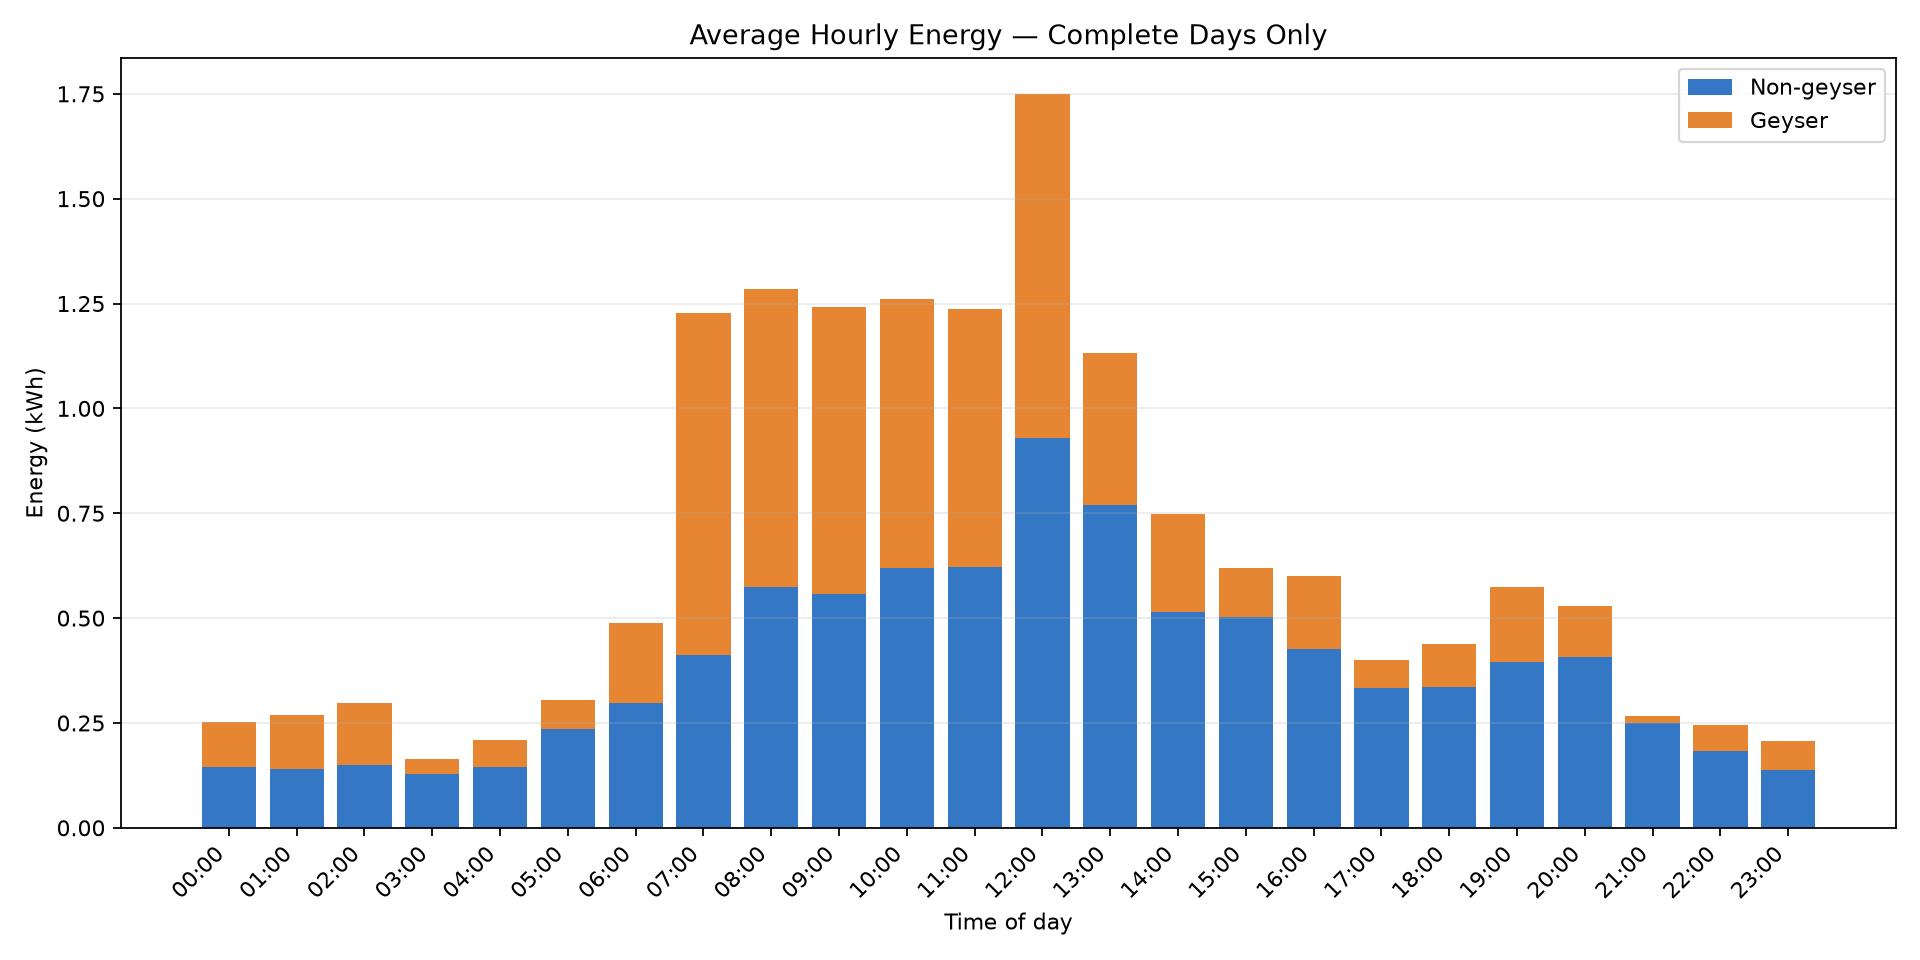 Average Hourly Energy — Complete Days Only
Non-geyser
Geyser
Energy (kWh)
1.75
1.50
1.25
1.00
0.75
0.50
0.25
0.00
00:00 01:00 02:00 03:00 04:00 05:00 06:00 07:00 08:00 09:00 10:00 11:00 12:00 13:00 14:00 15:00 16:00 17:00 18:00 19:00 20:00 21:00 22:00 23:00
Time of day